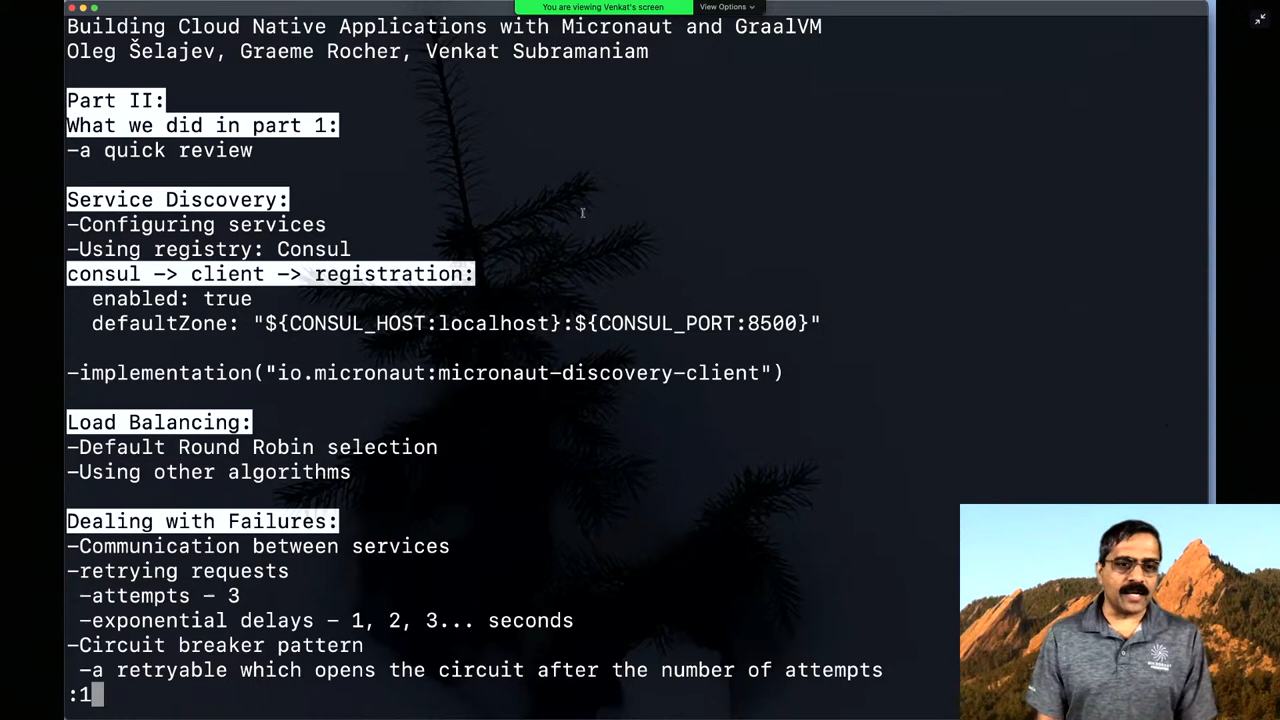 You are viewing Venkat's screen
View Options
Building Cloud Native Applications with Micronaut and GraalVM
Oleg Šelajev, Graeme Rocher, Venkat Subramaniam
Part II:
What we did in part 1:
-a quick review
Service Discovery:
-Configuring services
-Using registry: Consul
consul -> client -> registration:
enabled: true
defaultZone: "${CONSUL_HOST:localhost}:${CONSUL_PORT:8500}"
-implementation("io.micronaut:micronaut-discovery-client")
Load Balancing:
-Default Round Robin selection
-Using other algorithms
Dealing with Failures:
-Communication between services
-retrying requests
-attempts - 3
-exponential delays - 1, 2, 3... seconds
-Circuit breaker pattern
-a retryable which opens the circuit after the number of attempts
:1